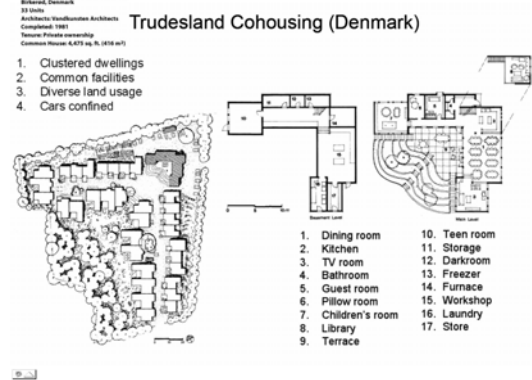 Birkerød, Denmark
33 Units
Architects: Vandkunsten Architects
Completed: 1981
Tenure: Private ownership
Common House: 4,475 sq. ft. (416 m²)
Trudesland Cohousing (Denmark)
1. Clustered dwellings
2. Common facilities
3. Diverse land usage
4. Cars confined
Basement Level
Main Level
1. Dining room
2. Kitchen
3. TV room
4. Bathroom
5. Guest room
6. Pillow room
7. Children's room
8. Library
9. Terrace
10. Teen room
11. Storage
12. Darkroom
13. Freezer
14. Furnace
15. Workshop
16. Laundry
17. Store